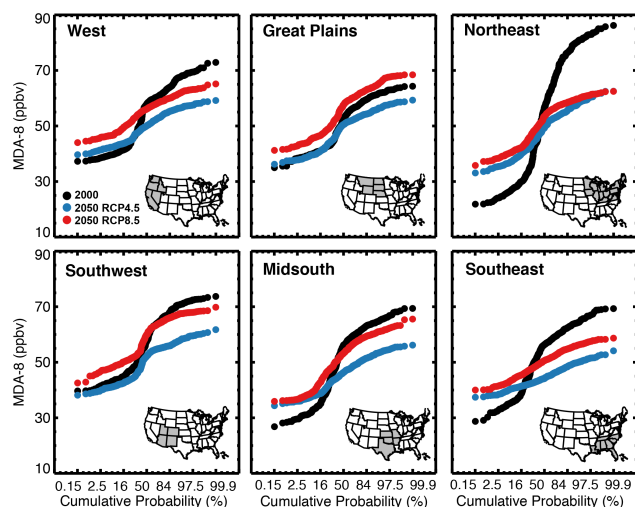 90
70
50
30
10
MDA-8 (ppbv)
West
2000
2050 RCP4.5
2050 RCP8.5
Great Plains
Northeast
90
70
50
30
10
MDA-8 (ppbv)
Southwest
Midsouth
Southeast
0.15 2.5 16 50 84 97.5 99.9
Cumulative Probability (%)
0.15 2.5 16 50 84 97.5 99.9
Cumulative Probability (%)
0.15 2.5 16 50 84 97.5 99.9
Cumulative Probability (%)